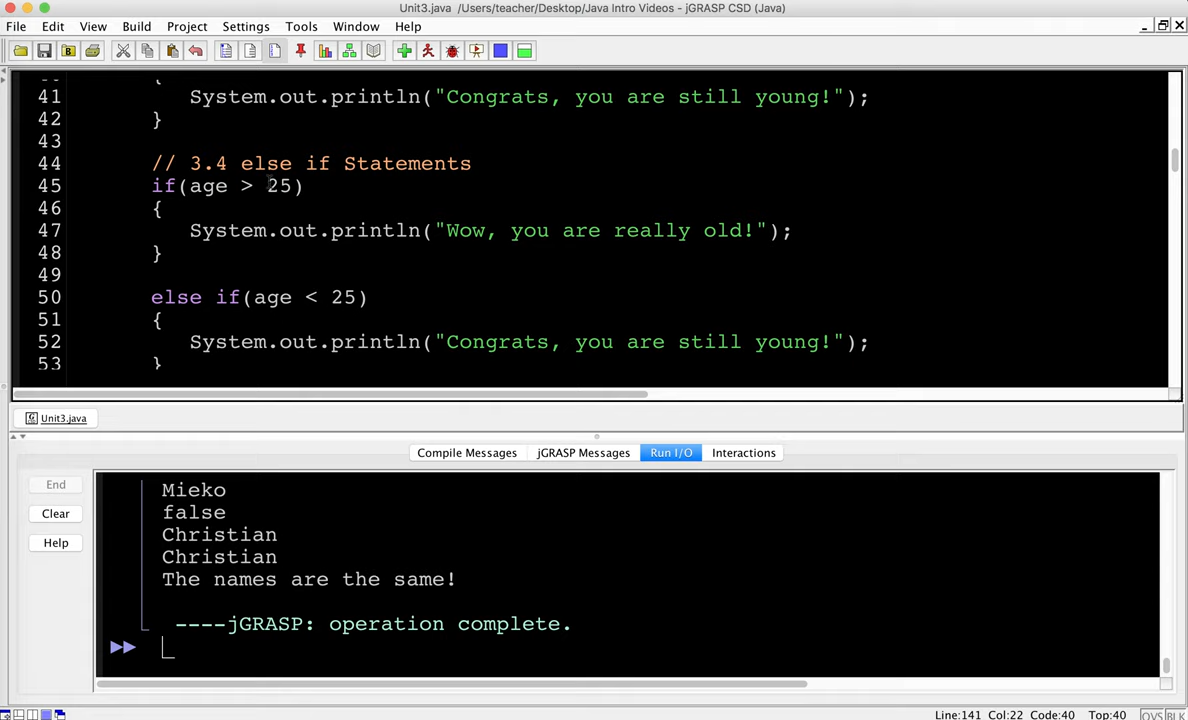 Unit3.java /Users/teacher/Desktop/Java Intro Videos - jGRASP CSD (Java)
File Edit View Build Project Settings Tools Window Help
41 System.out.println("Congrats, you are still young!");
42 }
43
44 // 3.4 else if Statements
45 if(age > 25)
46 {
47 System.out.println("Wow, you are really old!");
48 }
49
50 else if(age < 25)
51 {
52 System.out.println("Congrats, you are still young!");
53 }
Unit3.java
Compile Messages jGRASP Messages Run I/O Interactions
End
Clear
Help
Mieko
false
Christian
Christian
The names are the same!
----jGRASP: operation complete.
Line:141 Col:22 Code:40 Top:40 OVS BLK